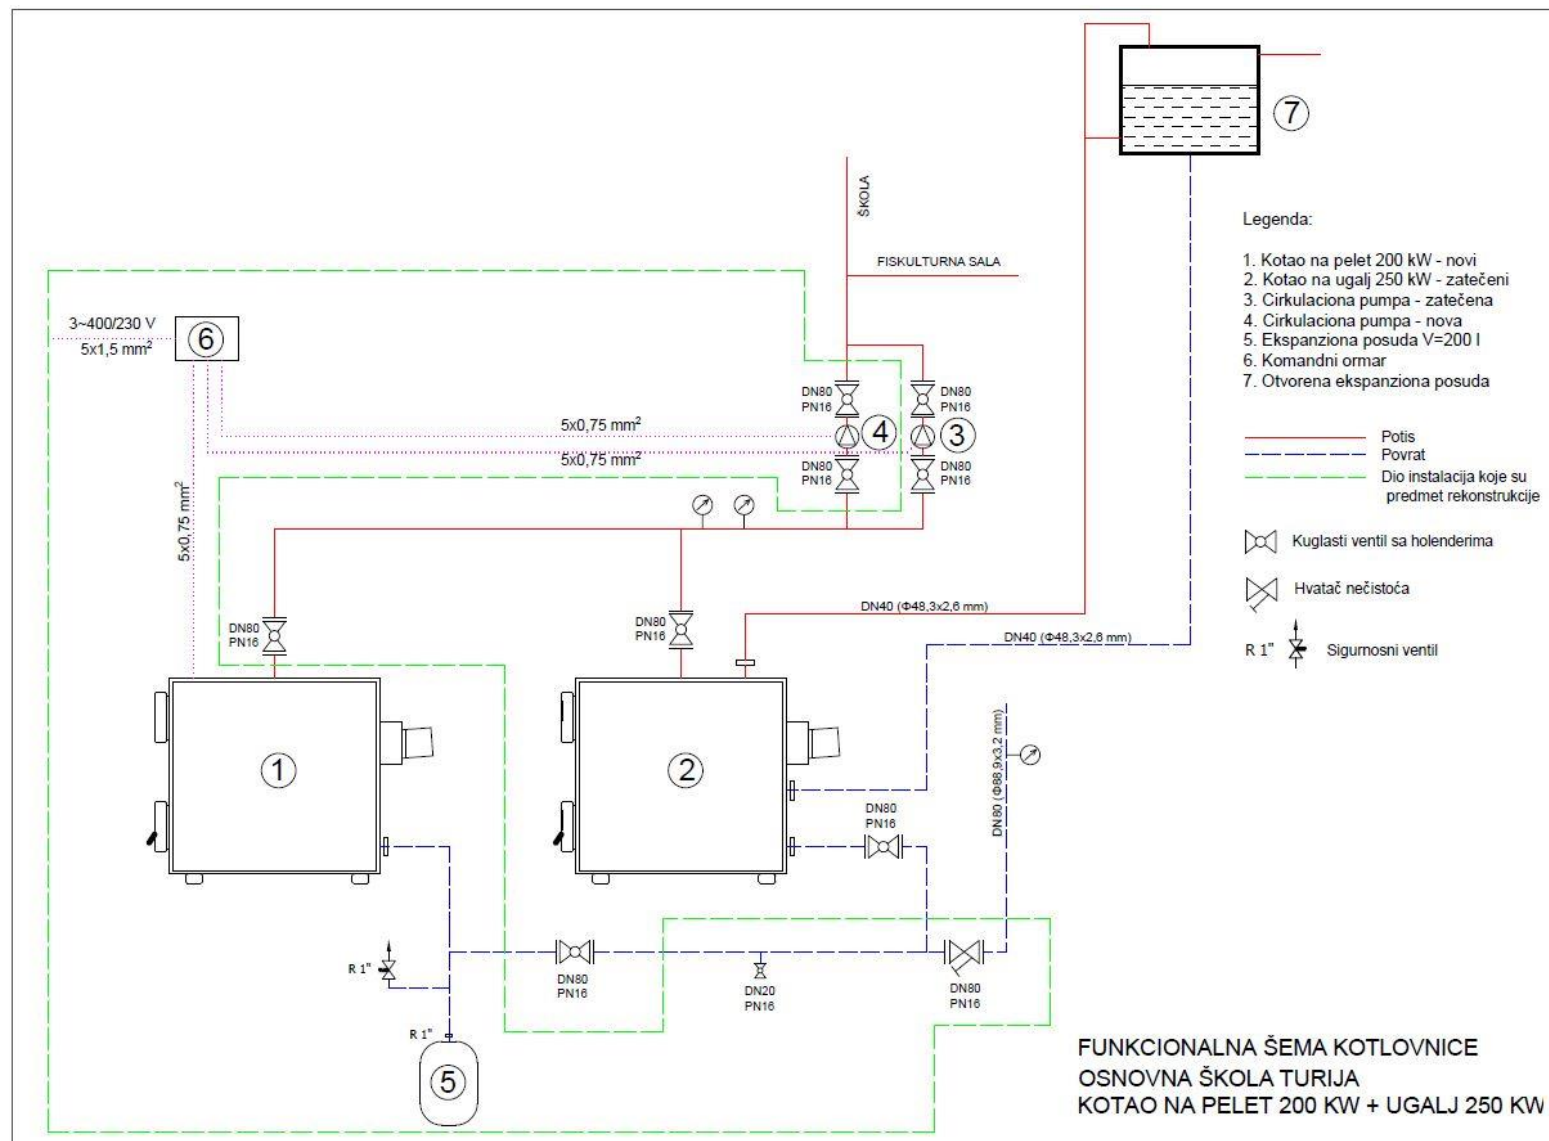 7
ŠKOLA
FISKULTURNA SALA
Legenda:
1. Kotao na pelet 200 kW - novi
2. Kotao na ugalj 250 kW - zatečeni
3. Cirkulaciona pumpa - zatečena
4. Cirkulaciona pumpa - nova
5. Ekspanziona posuda V=200 l
6. Komandni ormar
7. Otvorena ekspanziona posuda
Potis
Povrat
Dio instalacija koje su
predmet rekonstrukcije
Kuglasti ventil sa holenderima
Hvatač nečistoća
R 1" Sigurnosni ventil
3~400/230 V
5x1,5 mm²
6
DN80
PN16
DN80
PN16
5x0,75 mm²
4
3
5x0,75 mm²
DN80
PN16
DN80
PN16
5x0,75 mm²
DN80
PN16
DN80
PN16
DN40 (Φ48,3x2,6 mm)
DN40 (Φ48,3x2,6 mm)
1
2
DN80 (Φ88,9x3,2 mm)
DN80
PN16
R 1"
DN80
PN16
DN20
PN16
DN80
PN16
R 1"
5
FUNKCIONALNA ŠEMA KOTLOVNICE
OSNOVNA ŠKOLA TURIJA
KOTAO NA PELET 200 KW + UGALJ 250 KW